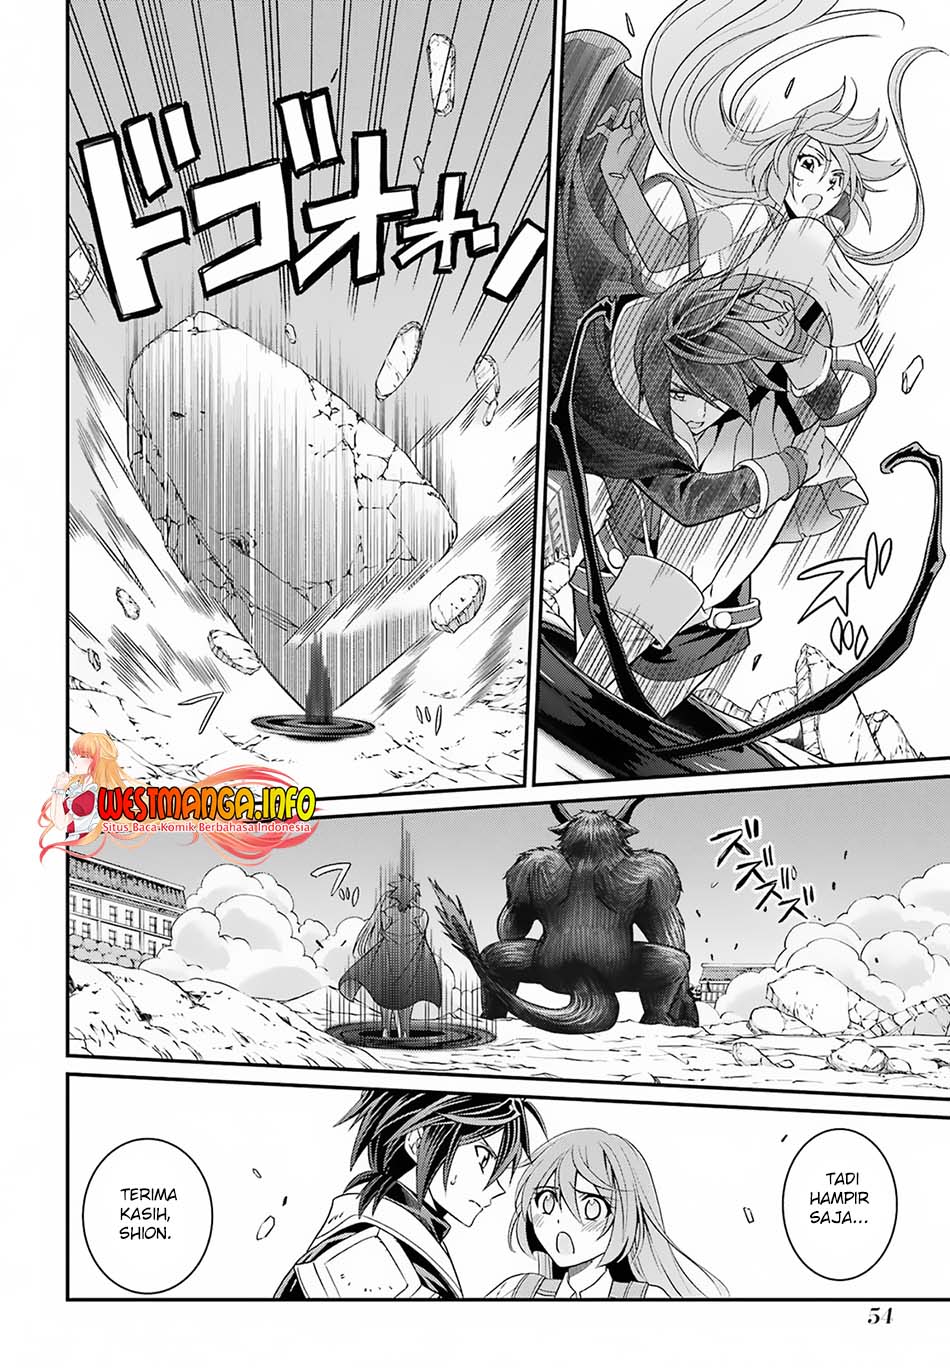 ドゴオォォン
ズズズズズ
TADI
HAMPIR
SAJA...
TERIMA
KASIH,
SHION.
WESTMANGA.INFO
Situs Baca Komik Berbahasa Indonesia
54